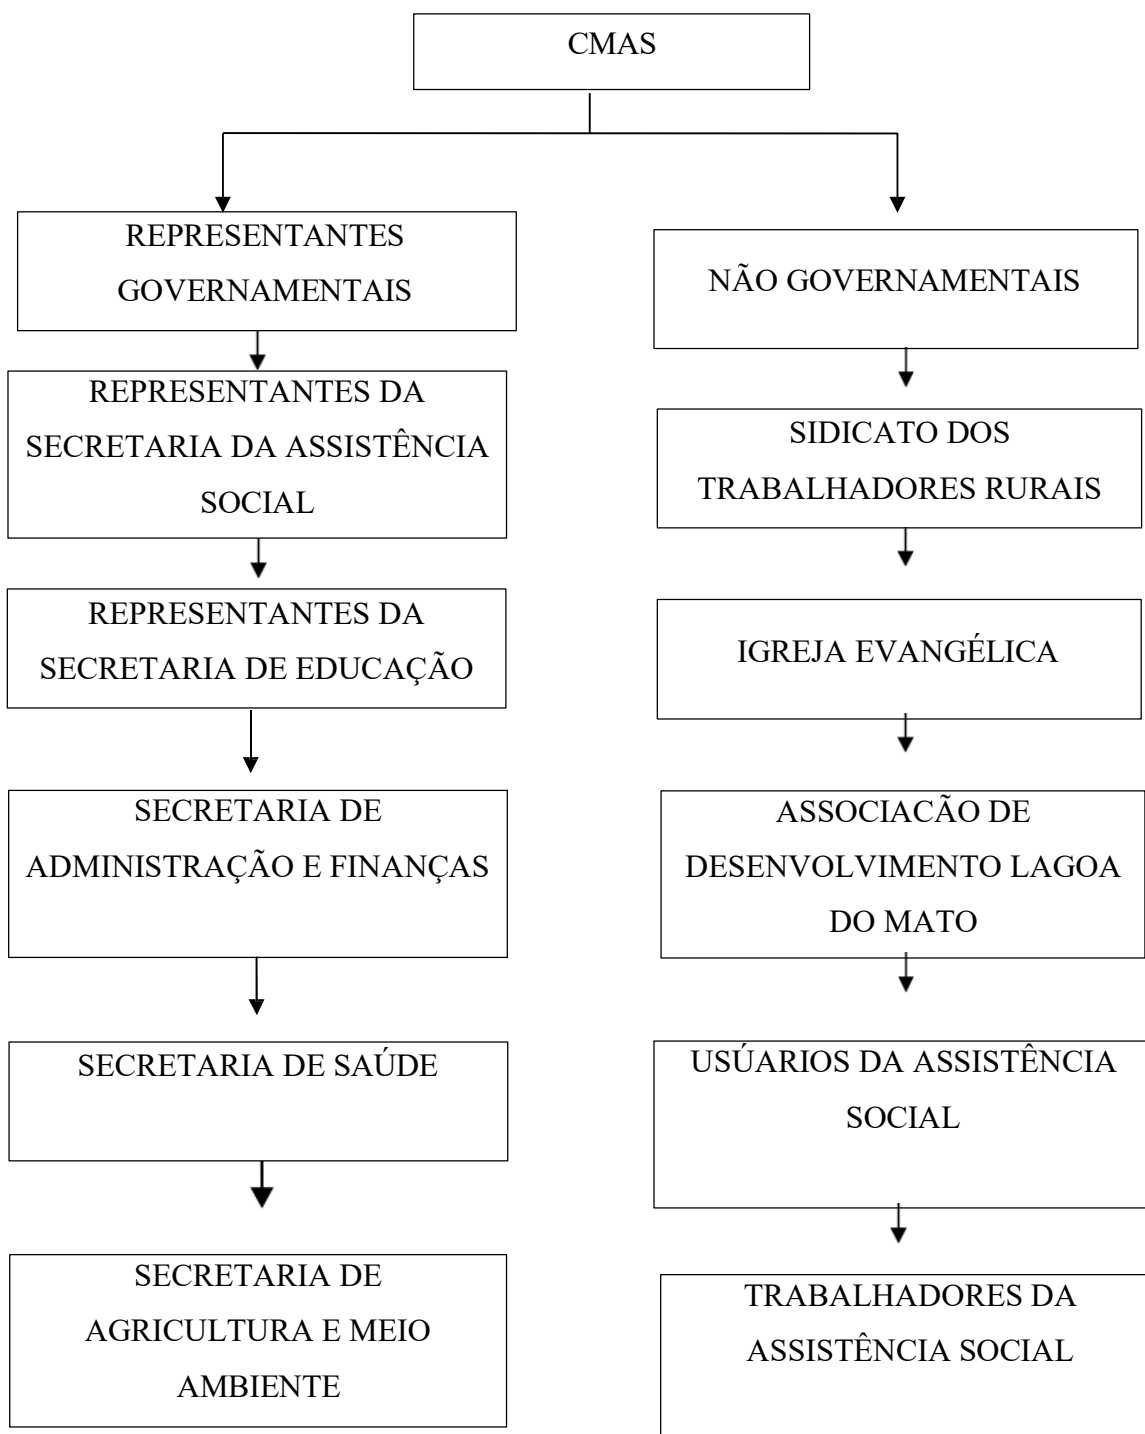 CMAS
REPRESENTANTES
GOVERNAMENTAIS
REPRESENTANTES DA
SECRETARIA DA ASSISTÊNCIA
SOCIAL
REPRESENTANTES DA
SECRETARIA DE EDUCAÇÃO
SECRETARIA DE
ADMINISTRAÇÃO E FINANÇAS
SECRETARIA DE SAÚDE
SECRETARIA DE
AGRICULTURA E MEIO
AMBIENTE
NÃO GOVERNAMENTAIS
SIDICATO DOS
TRABALHADORES RURAIS
IGREJA EVANGÉLICA
ASSOCIACÃO DE
DESENVOLVIMENTO LAGOA
DO MATO
USÚARIOS DA ASSISTÊNCIA
SOCIAL
TRABALHADORES DA
ASSISTÊNCIA SOCIAL